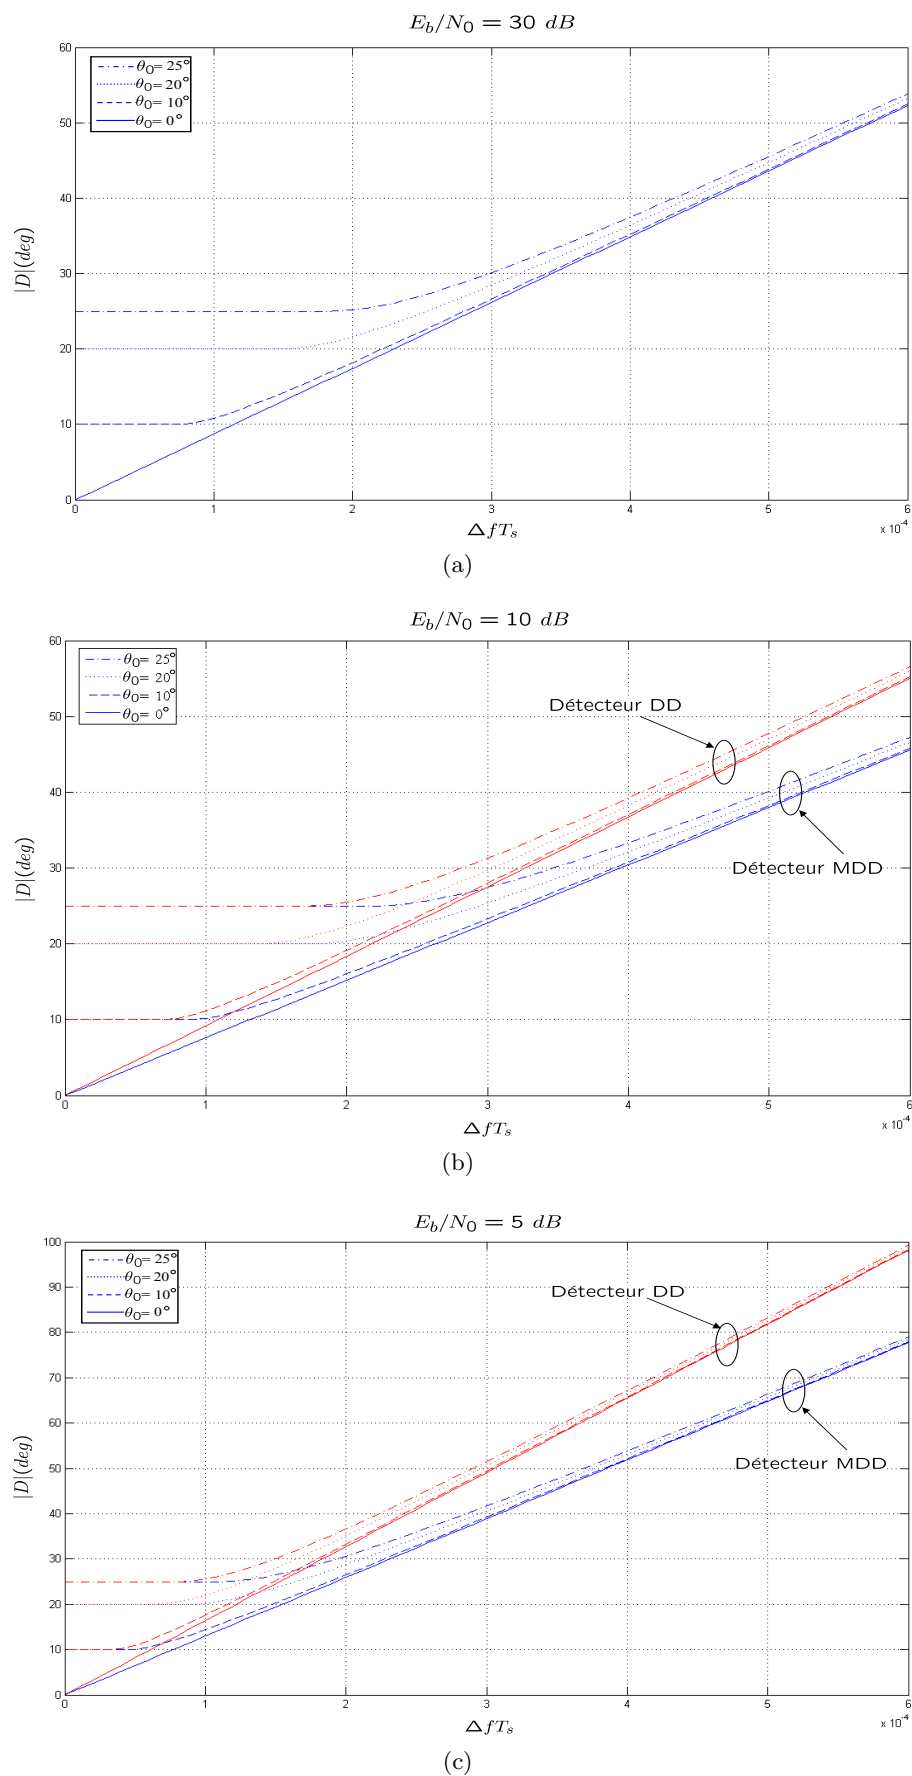 E_b/N_0 = 30 dB
60
50
40
30
20
10
0
θ_0= 25°
θ_0= 20°
θ_0= 10°
θ_0= 0°
|D|(deg)
0 1 2 3 4 5 6
x 10^-4
ΔfT_s
(a)
E_b/N_0 = 10 dB
60
50
40
30
20
10
0
θ_0= 25°
θ_0= 20°
θ_0= 10°
θ_0= 0°
Détecteur DD
Détecteur MDD
|D|(deg)
0 1 2 3 4 5 6
x 10^-4
ΔfT_s
(b)
E_b/N_0 = 5 dB
100
90
80
70
60
50
40
30
20
10
0
θ_0= 25°
θ_0= 20°
θ_0= 10°
θ_0= 0°
Détecteur DD
Détecteur MDD
|D|(deg)
0 1 2 3 4 5 6
x 10^-4
ΔfT_s
(c)